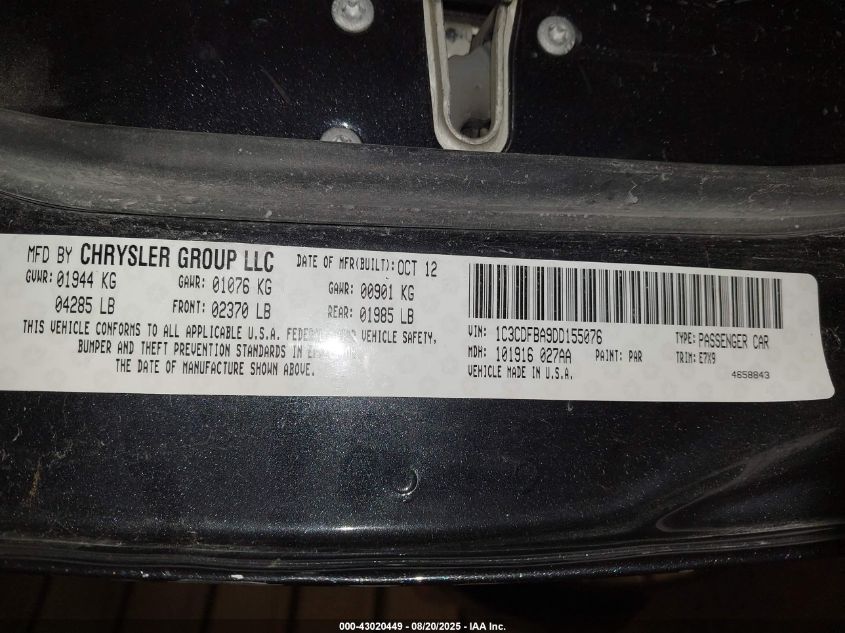 MFD BY CHRYSLER GROUP LLC
DATE OF MFR(BUILT): OCT 12
GVWR: 01944 KG GAWR: 01076 KG GAWR: 00901 KG
04285 LB FRONT: 02370 LB REAR: 01985 LB
THIS VEHICLE CONFORMS TO ALL APPLICABLE U.S.A. VEHICLE SAFETY,
BUMPER AND THEFT PREVENTION STANDARDS IN
THE DATE OF MANUFACTURE SHOWN ABOVE.
VIN: 1C3CDFBA9DD155076 TYPE: PASSENGER CAR
MDH: 101916 027AA PAINT: PAR TRIM: E7K9
VEHICLE MADE IN U.S.A. 4658843
000-43020449 - 08/20/2025 - IAA Inc.